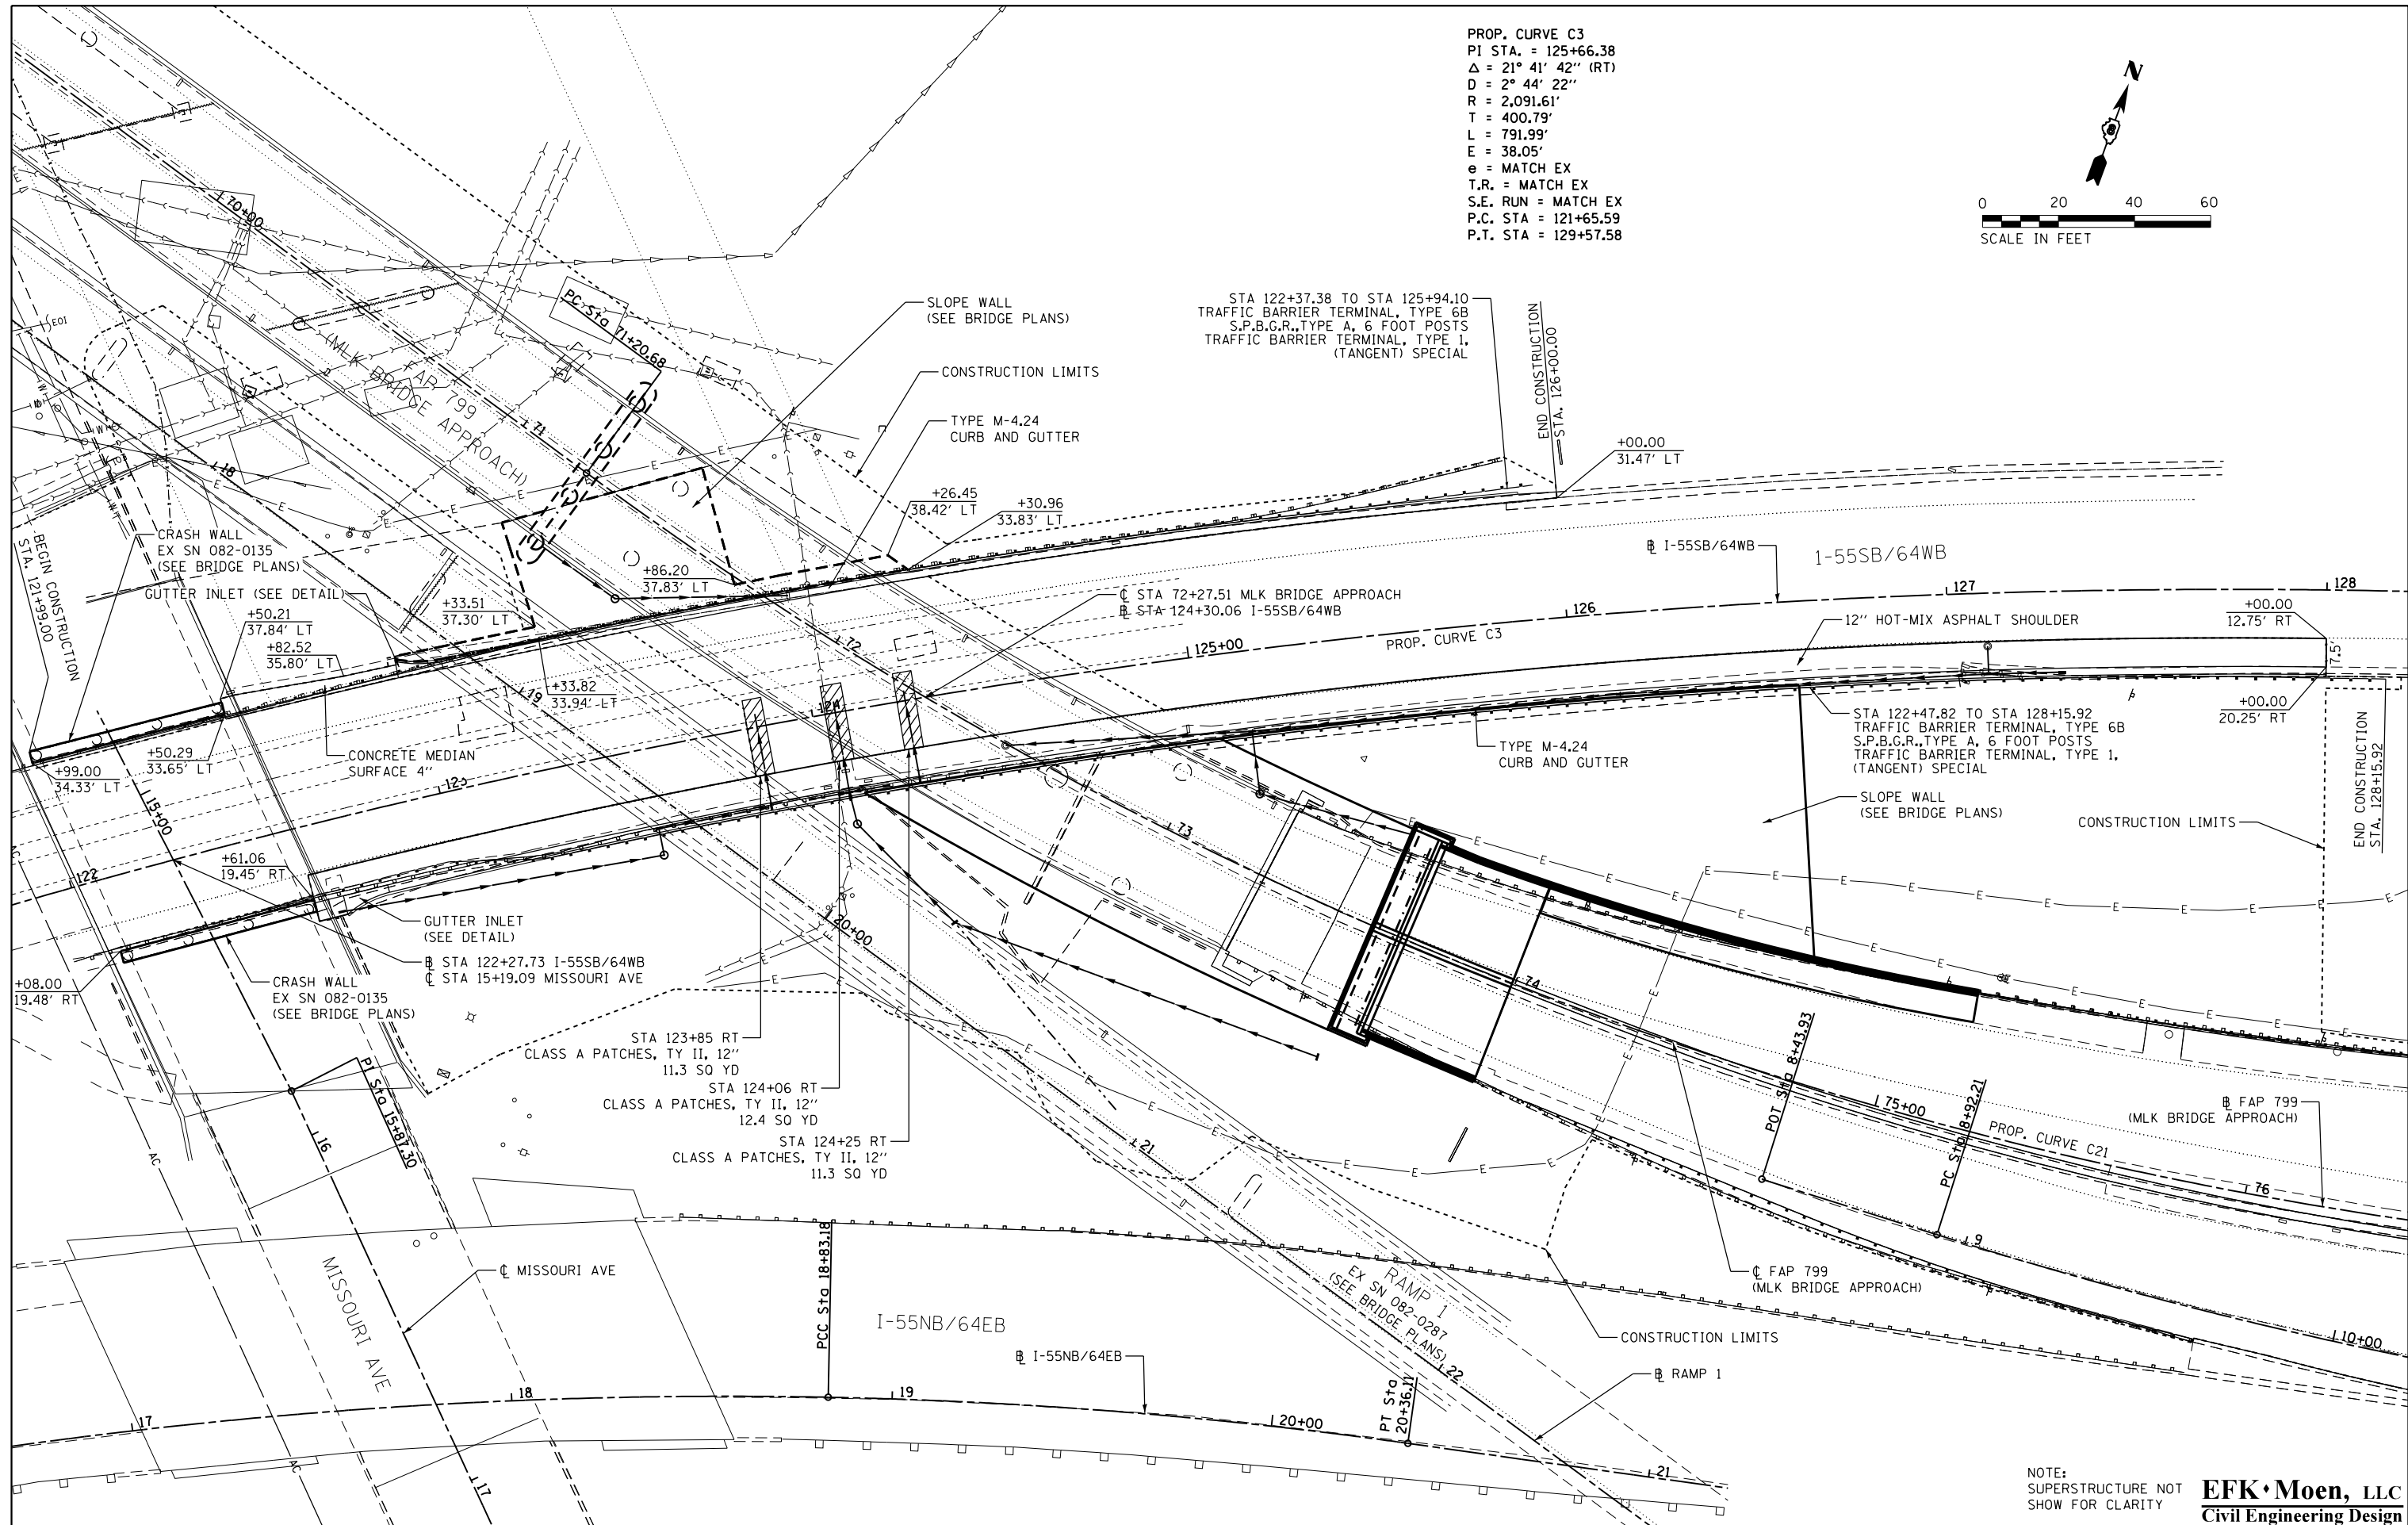 PROP. CURVE C3
PI STA. = 125+66.38
Δ = 21° 41' 42'' (RT)
D = 2° 44' 22''
R = 2,091.61'
T = 400.79'
L = 791.99'
E = 38.05'
e = MATCH EX
T.R. = MATCH EX
S.E. RUN = MATCH EX
P.C. STA = 121+65.59
P.T. STA = 129+57.58
N
8
0 20 40 60
SCALE IN FEET
STA 122+37.38 TO STA 125+94.10
TRAFFIC BARRIER TERMINAL, TYPE 6B
S.P.B.G.R.,TYPE A, 6 FOOT POSTS
TRAFFIC BARRIER TERMINAL, TYPE 1,
(TANGENT) SPECIAL
END CONSTRUCTION
STA. 126+00.00
+00.00
31.47' LT
SLOPE WALL
(SEE BRIDGE PLANS)
CONSTRUCTION LIMITS
TYPE M-4.24
CURB AND GUTTER
+26.45
38.42' LT
+30.96
33.83' LT
70+00
PC Sta 71+20.68
FAP 799
(MLK BRIDGE APPROACH)
71
18
BEGIN CONSTRUCTION
STA. 121+99.00
CRASH WALL
EX SN 082-0135
(SEE BRIDGE PLANS)
GUTTER INLET (SEE DETAIL)
+50.21
37.84' LT
+82.52
35.80' LT
+33.51
37.30' LT
+86.20
37.83' LT
+33.82
33.94' LT
+50.29
33.65' LT
+99.00
34.33' LT
CONCRETE MEDIAN
SURFACE 4''
℄ STA 72+27.51 MLK BRIDGE APPROACH
B STA 124+30.06 I-55SB/64WB
B I-55SB/64WB
I-55SB/64WB
122
123
124
125+00
126
127
128
PROP. CURVE C3
12'' HOT-MIX ASPHALT SHOULDER
+00.00
12.75' RT
7.5'
+00.00
20.25' RT
STA 122+47.82 TO STA 128+15.92
TRAFFIC BARRIER TERMINAL, TYPE 6B
S.P.B.G.R.,TYPE A, 6 FOOT POSTS
TRAFFIC BARRIER TERMINAL, TYPE 1,
(TANGENT) SPECIAL
TYPE M-4.24
CURB AND GUTTER
SLOPE WALL
(SEE BRIDGE PLANS)
CONSTRUCTION LIMITS
END CONSTRUCTION
STA. 128+15.92
15+00
19
72
73
74
+61.06
19.45' RT
GUTTER INLET
(SEE DETAIL)
B STA 122+27.73 I-55SB/64WB
℄ STA 15+19.09 MISSOURI AVE
+08.00
19.48' RT
CRASH WALL
EX SN 082-0135
(SEE BRIDGE PLANS)
20+00
STA 123+85 RT
CLASS A PATCHES, TY II, 12''
11.3 SQ YD
STA 124+06 RT
CLASS A PATCHES, TY II, 12''
12.4 SQ YD
STA 124+25 RT
CLASS A PATCHES, TY II, 12''
11.3 SQ YD
PT Sta 15+87.30
16
21
POT Sta 8+43.93
PC Sta 8+92.21
75+00
PROP. CURVE C21
76
B FAP 799
(MLK BRIDGE APPROACH)
9
10+00
℄ FAP 799
(MLK BRIDGE APPROACH)
CONSTRUCTION LIMITS
B RAMP 1
RAMP 1
EX SN 082-0287
(SEE BRIDGE PLANS)
22
MISSOURI AVE
℄ MISSOURI AVE
PCC Sta 18+83.18
I-55NB/64EB
B I-55NB/64EB
PT Sta
20+36.11
17
18
19
20+00
21
17
AC
AC
NOTE:
SUPERSTRUCTURE NOT
SHOW FOR CLARITY
EFK•Moen, LLC
Civil Engineering Design